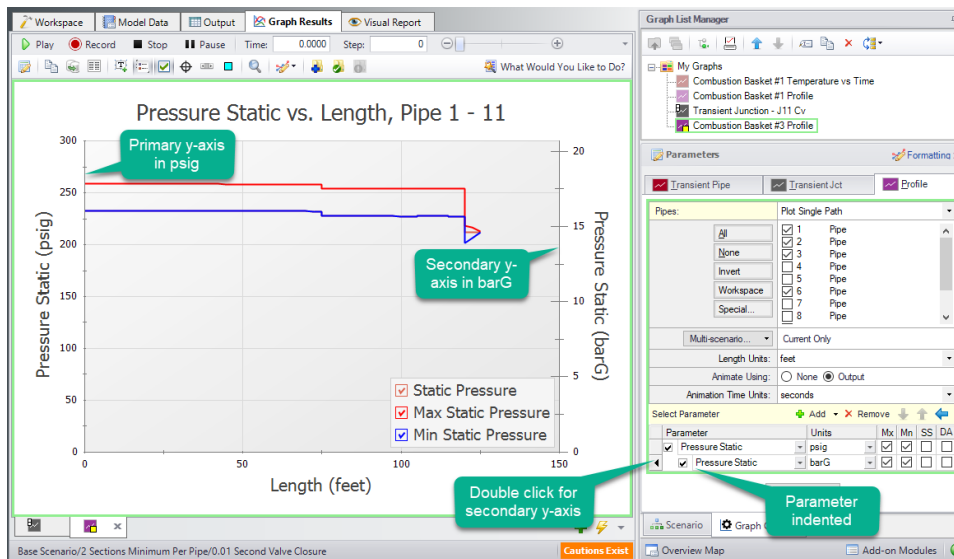 Workspace Model Data Output Graph Results Visual Report
Play Record Stop Pause Time: 0.0000 Step: 0
What Would You Like to Do?
Pressure Static vs. Length, Pipe 1 - 11
Primary y-axis
in psig
Secondary y-
axis in barG
Pressure Static (psig)
300
250
200
150
100
50
0
Pressure Static (barG)
20
15
10
5
0
Static Pressure
Max Static Pressure
Min Static Pressure
0 50 100 150
Length (feet)
Double click for
secondary y-axis
Parameter
indented
Base Scenario/2 Sections Minimum Per Pipe/0.01 Second Valve Closure
Cautions Exist
Graph List Manager
My Graphs
Combustion Basket #1 Temperature vs Time
Combustion Basket #1 Profile
Transient Junction - J11 Cv
Combustion Basket #3 Profile
Parameters Formatting
Transient Pipe Transient Jct Profile
Pipes: Plot Single Path
All
None
Invert
Workspace
Special...
1 Pipe
2 Pipe
3 Pipe
4 Pipe
5 Pipe
6 Pipe
7 Pipe
8 Pipe
Multi-scenario... Current Only
Length Units: feet
Animate Using: None Output
Animation Time Units: seconds
Select Parameter Add Remove
Parameter Units Mx Mn SS DA
Pressure Static psig
Pressure Static barG
Scenario Graph
Overview Map Add-on Modules